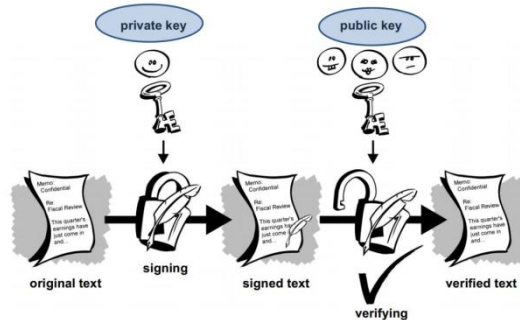 private key
public key
Memo:
Confidential
Re:
Fiscal Review
This quarter's
earnings have
just come in
and...
Memo:
Confidential
Re:
Fiscal Review
This quarter's
earnings have
just come in
and...
Memo:
Confidential
Re:
Fiscal Review
This quarter's
earnings have
just come in
and...
signing
original text
signed text
verified text
verifying